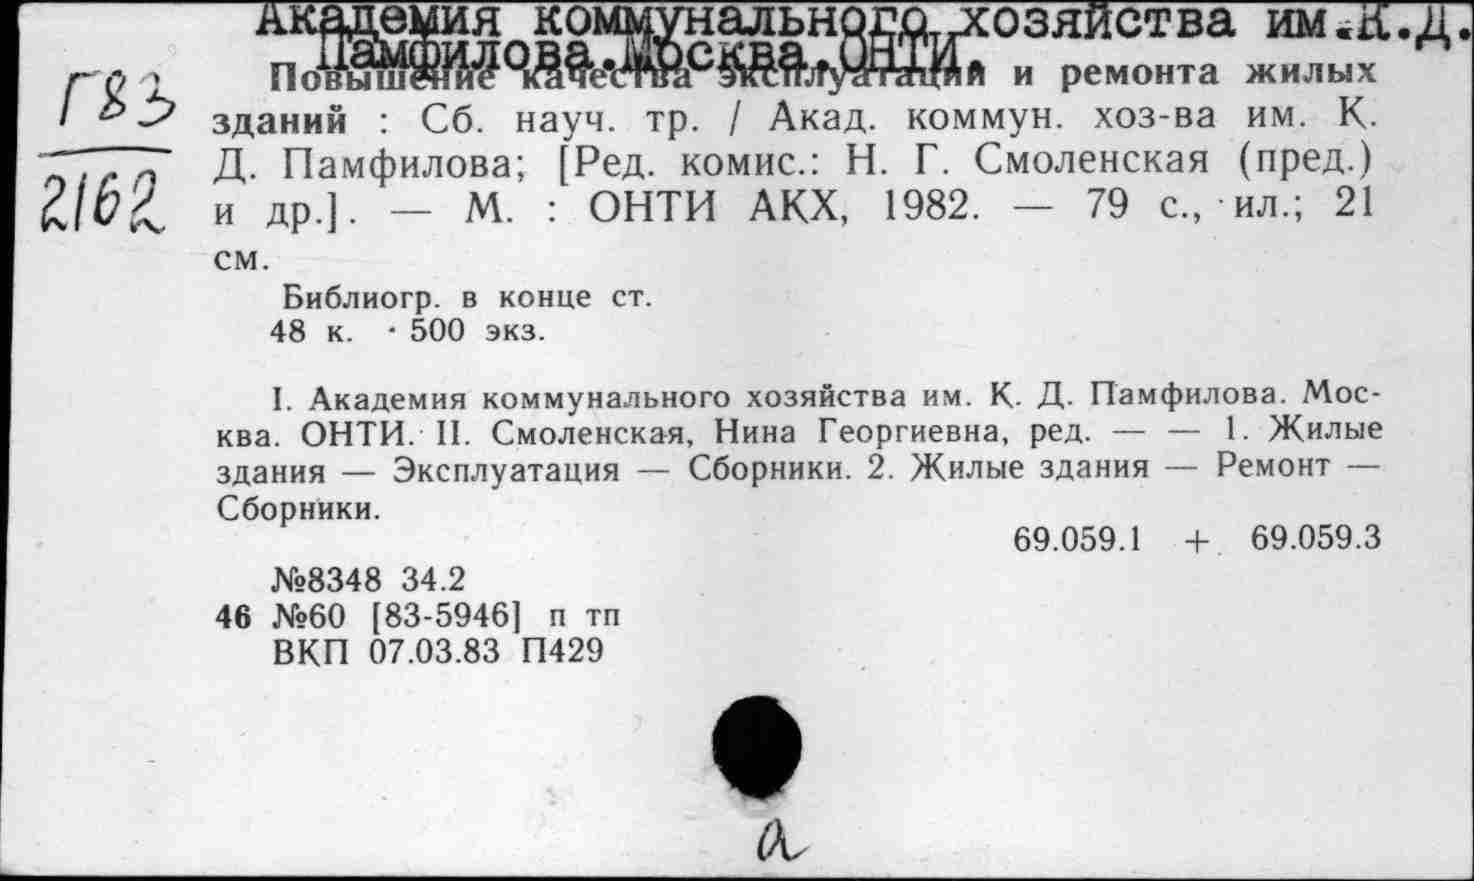 Академия коммунального хозяйства им.К.Д.
Памфилова.Москва.ОНТИ.
Повышение качества эксплуатации и ремонта жилых
Г83
зданий : Сб. науч. тр. / Акад. коммун. хоз-ва им. К.
Д. Памфилова; [Ред. комис.: Н. Г. Смоленская (пред.)
2162
и др.]. — М. : ОНТИ АКХ, 1982. — 79 с., ил.; 21
см.
Библиогр. в конце ст.
48 к. · 500 экз.
I. Академия коммунального хозяйства им. К. Д. Памфилова. Мос-
ква. ОНТИ. II. Смоленская, Нина Георгиевна, ред. — — 1. Жилые
здания — Эксплуатация — Сборники. 2. Жилые здания — Ремонт —
Сборники.
69.059.1 + 69.059.3
№8348 34.2
46 №60 [83-5946] п тп
ВКП 07.03.83 П429
а